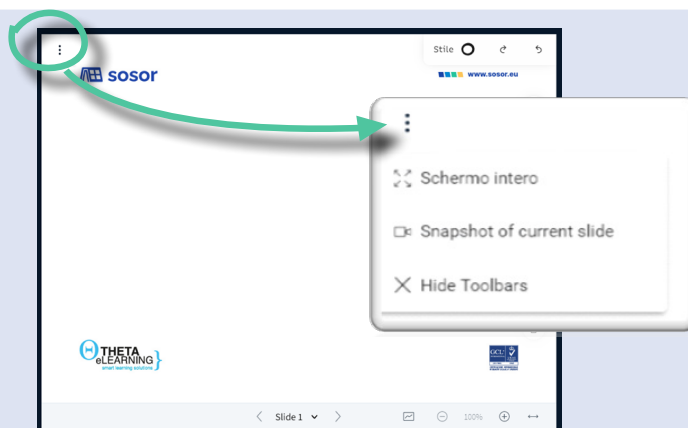 Stile
sosor
www.sosor.eu
Schermo intero
Snapshot of current slide
Hide Toolbars
THETA
eLEARNING
smart learning solutions
GCL
Slide 1
100%